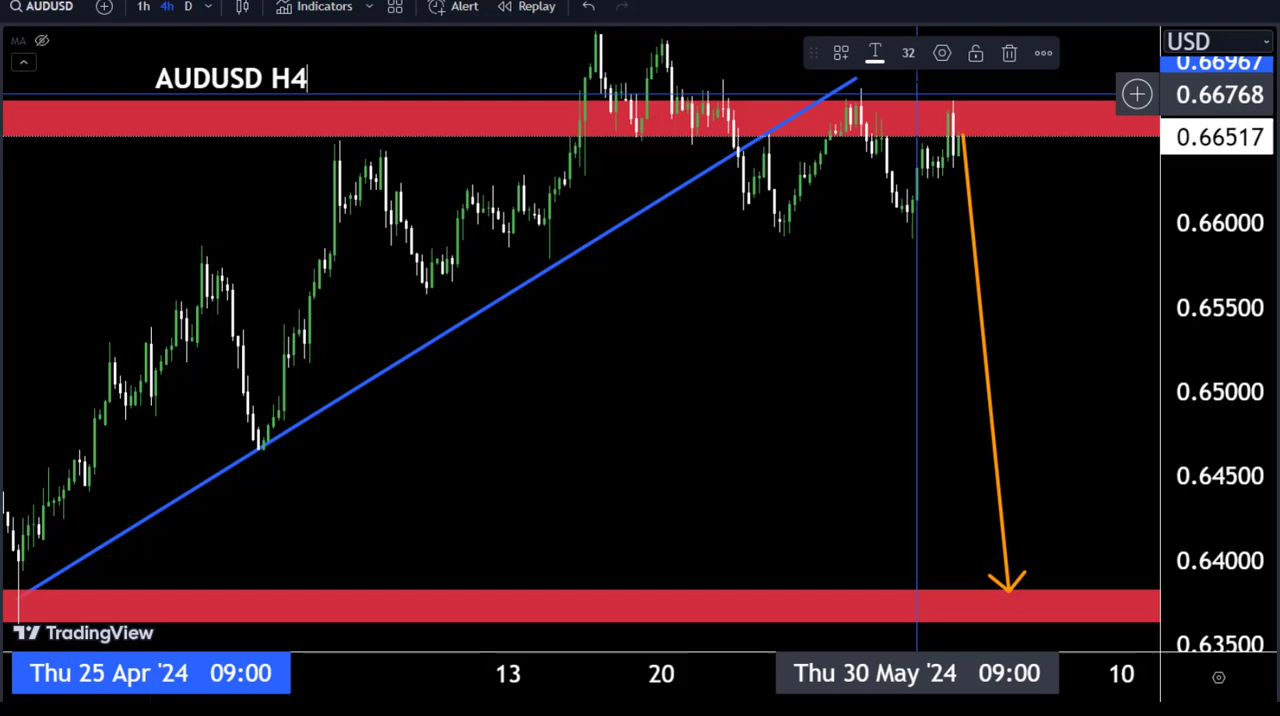 AUDUSD 1h 4h D Indicators Alert Replay
MA
32
USD
AUDUSD H4
0.66967
0.66768
0.66517
0.66000
0.65500
0.65000
0.64500
0.64000
0.63500
TradingView
Thu 25 Apr '24 09:00 13 20 Thu 30 May '24 09:00 10